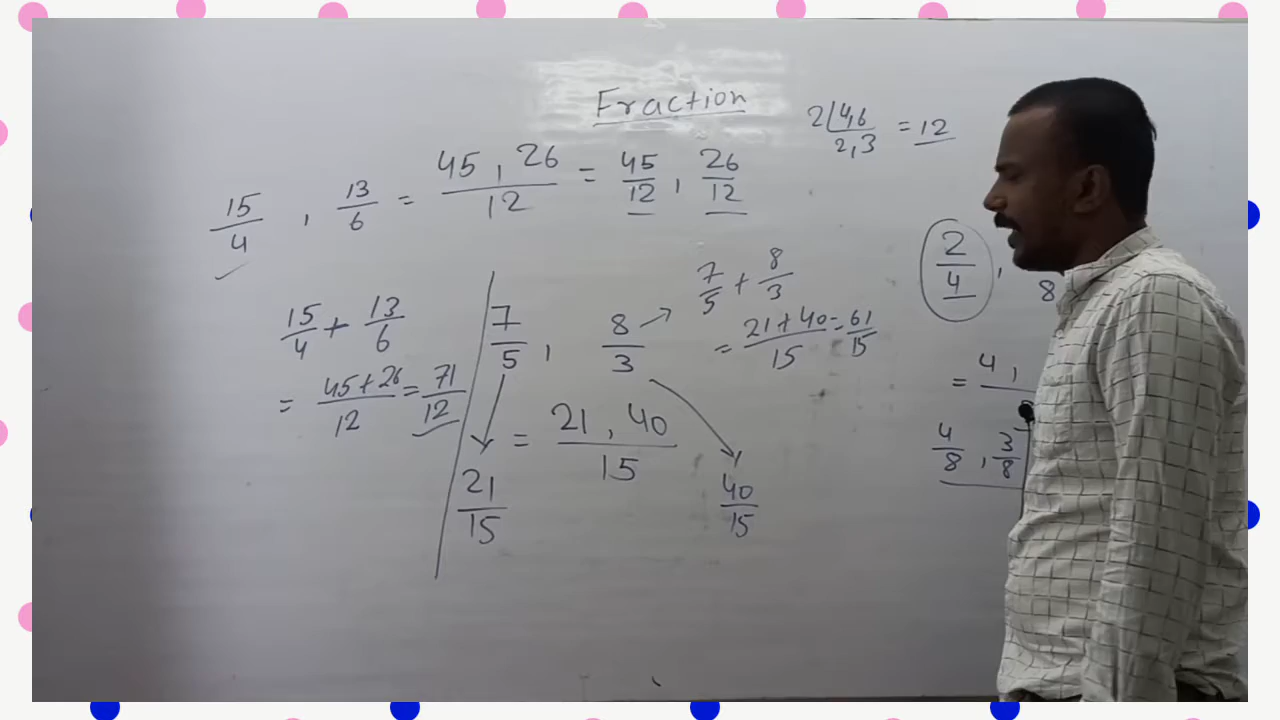 Fraction
2 | 4, 6 = 12
2, 3
15/4 , 13/6 = 45 , 26 / 12 = 45/12 , 26/12
15/4 + 13/6
= 45 + 26 / 12 = 71/12
7/5 , 8/3 → 7/5 + 8/3
= 21 + 40 / 15 = 61/15
= 21 , 40 / 15
21/15
40/15
2/4 ,
8
= 4 ,
4/8 , 3/8